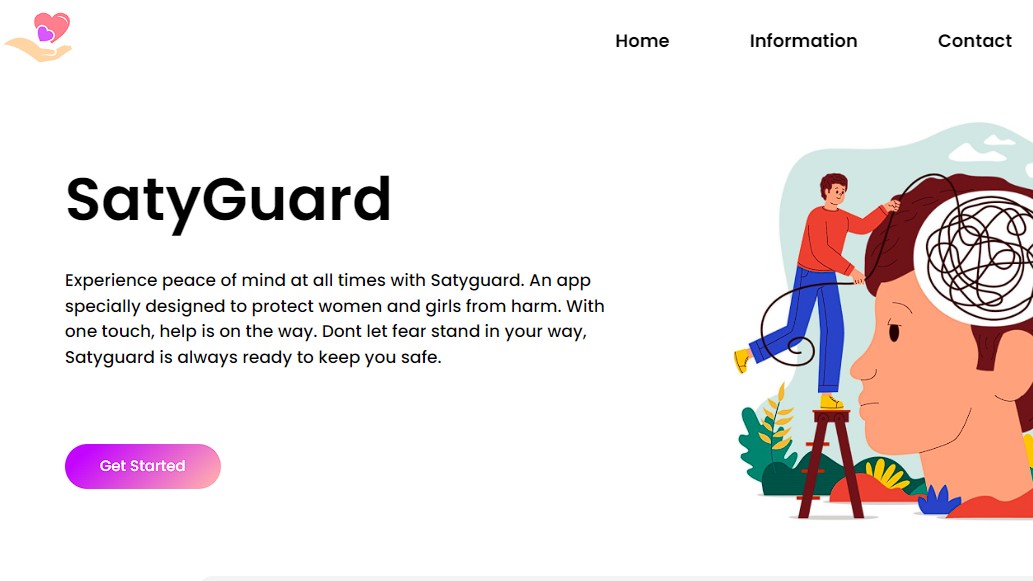 Home
Information
Contact
SatyGuard
Experience peace of mind at all times with Satyguard. An app
specially designed to protect women and girls from harm. With
one touch, help is on the way. Dont let fear stand in your way,
Satyguard is always ready to keep you safe.
Get Started